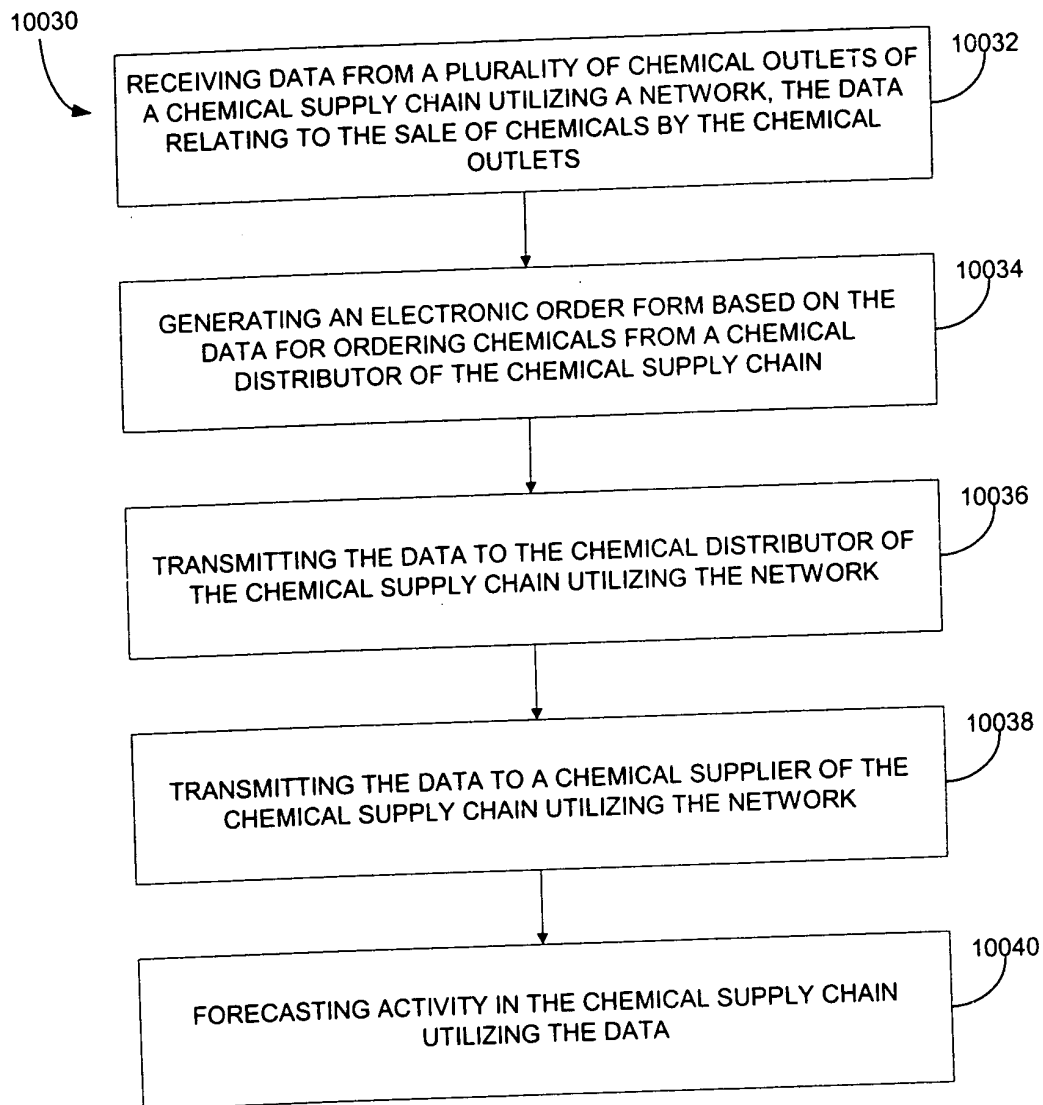 10030
10032
RECEIVING DATA FROM A PLURALITY OF CHEMICAL OUTLETS OF
A CHEMICAL SUPPLY CHAIN UTILIZING A NETWORK, THE DATA
RELATING TO THE SALE OF CHEMICALS BY THE CHEMICAL
OUTLETS
10034
GENERATING AN ELECTRONIC ORDER FORM BASED ON THE
DATA FOR ORDERING CHEMICALS FROM A CHEMICAL
DISTRIBUTOR OF THE CHEMICAL SUPPLY CHAIN
10036
TRANSMITTING THE DATA TO THE CHEMICAL DISTRIBUTOR OF
THE CHEMICAL SUPPLY CHAIN UTILIZING THE NETWORK
10038
TRANSMITTING THE DATA TO A CHEMICAL SUPPLIER OF THE
CHEMICAL SUPPLY CHAIN UTILIZING THE NETWORK
10040
FORECASTING ACTIVITY IN THE CHEMICAL SUPPLY CHAIN
UTILIZING THE DATA